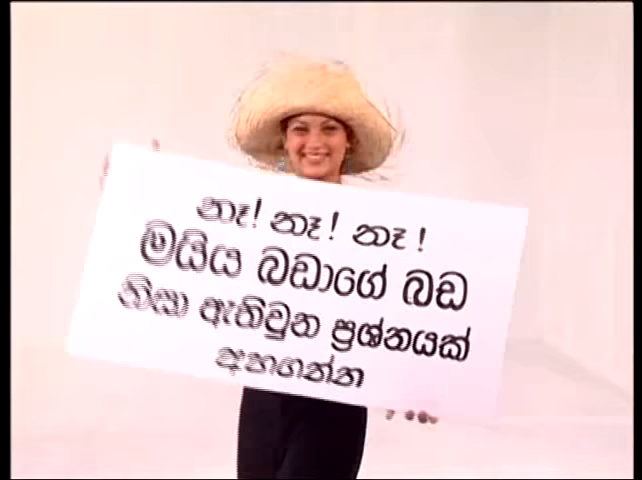 නෑ! නෑ! නෑ!
මයිය බඩාගේ බඩ
නිසා ඇතිවුන ප්‍රශ්නයක්
අහගන්න